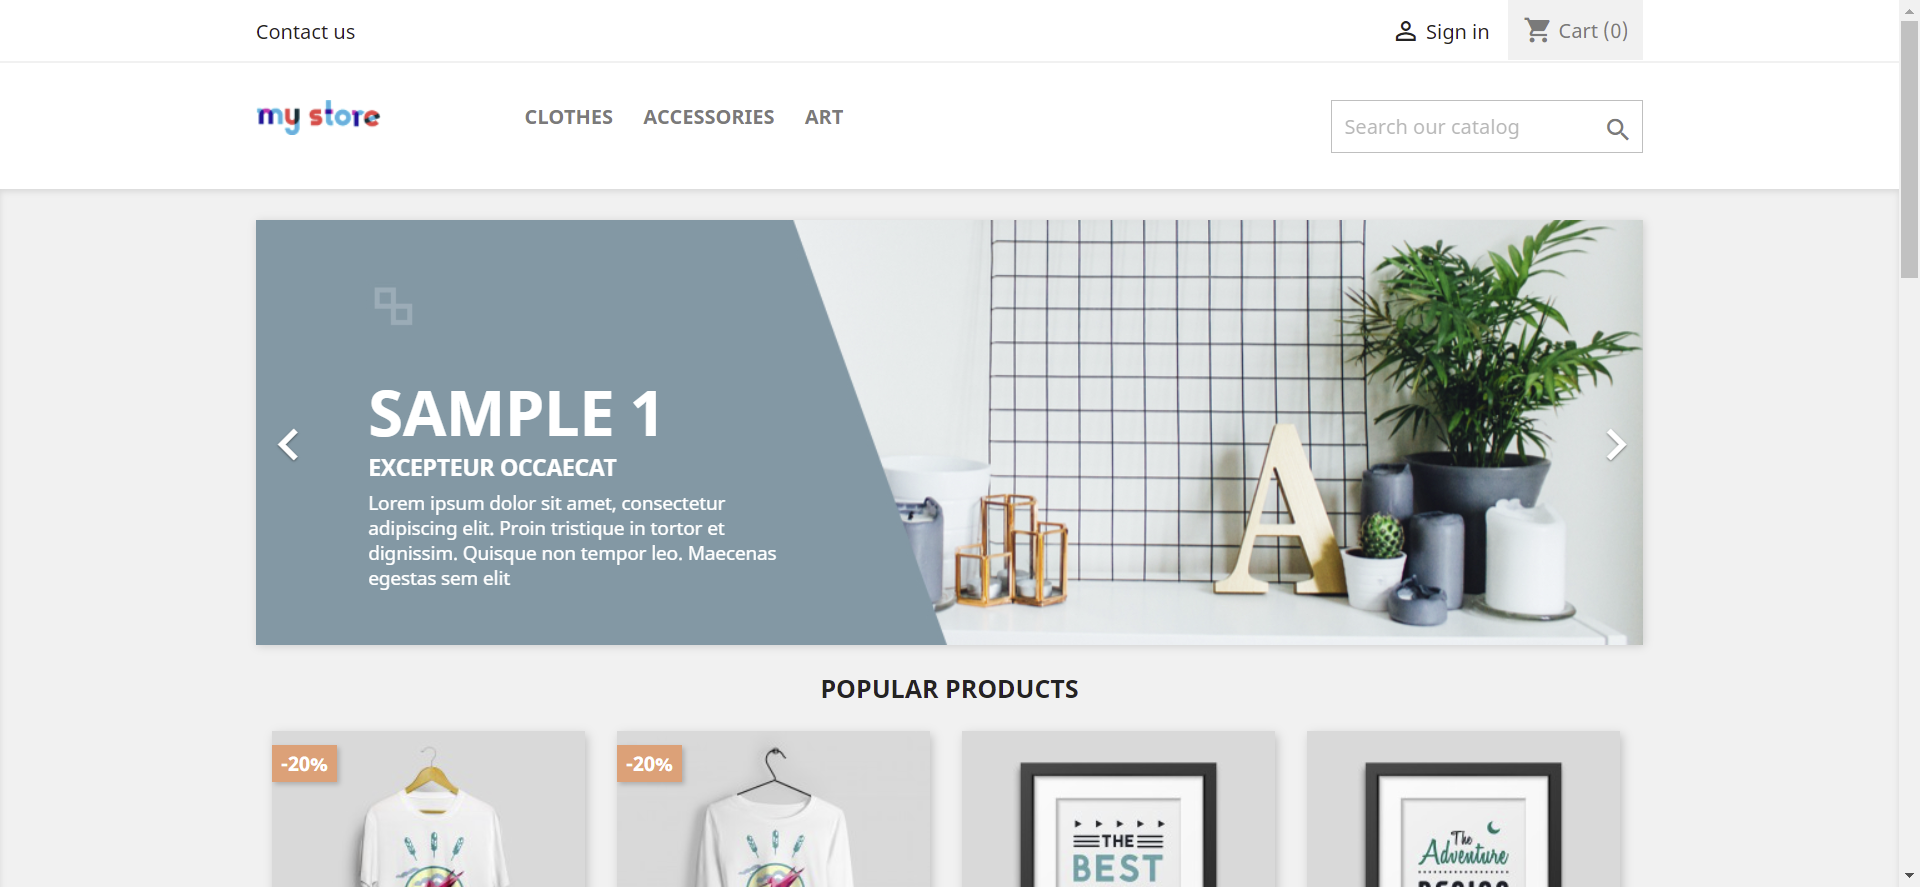 Contact us
Sign in
Cart (0)
my store
CLOTHES
ACCESSORIES
ART
Search our catalog
SAMPLE 1
EXCEPTEUR OCCAECAT
Lorem ipsum dolor sit amet, consectetur
adipiscing elit. Proin tristique in tortor et
dignissim. Quisque non tempor leo. Maecenas
egestas sem elit
A
POPULAR PRODUCTS
-20%
-20%
THE
BEST
The
Adventure